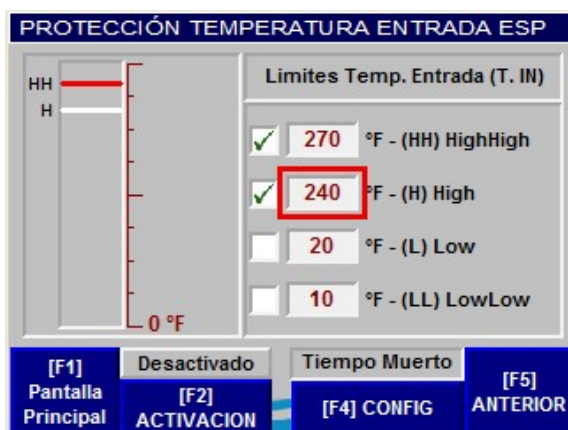 PROTECCIÓN TEMPERATURA ENTRADA ESP
Limites Temp. Entrada (T. IN)
HH
H
270 °F - (HH) HighHigh
240 °F - (H) High
20 °F - (L) Low
10 °F - (LL) LowLow
0 °F
[F1]
Pantalla
Principal
Desactivado
[F2]
ACTIVACION
Tiempo Muerto
[F4] CONFIG
[F5]
ANTERIOR